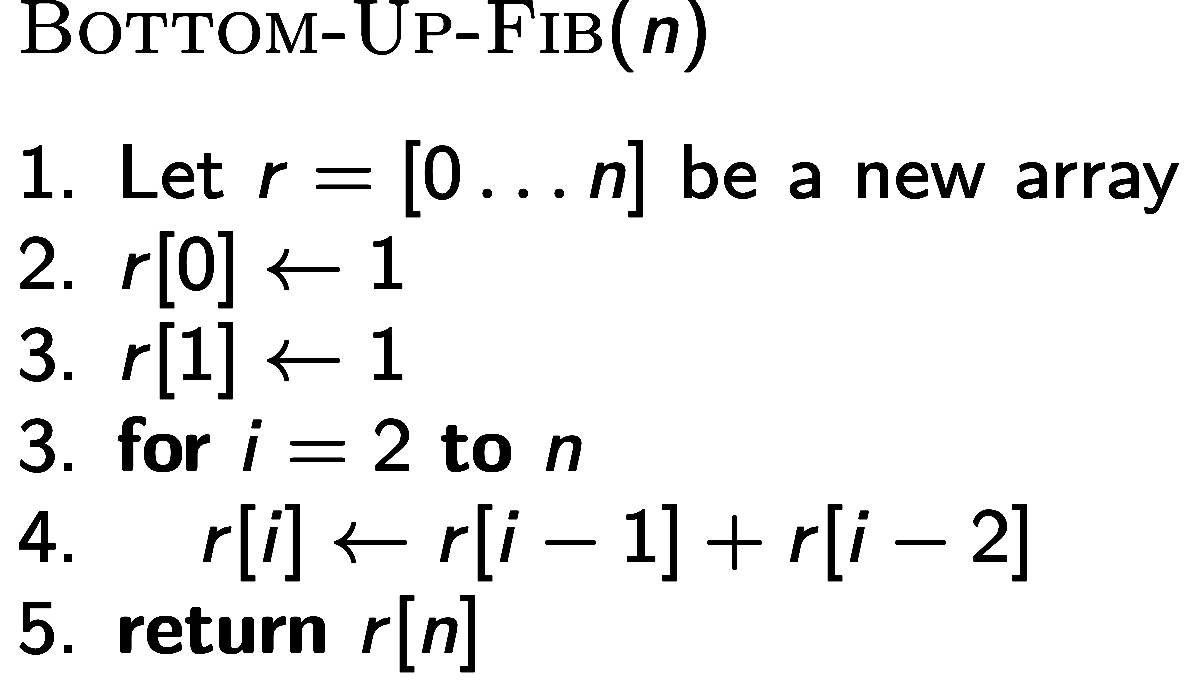 BOTTOM-UP-FIB(n)
1. Let r = [0 . . . n] be a new array
2. r[0] ← 1
3. r[1] ← 1
3. for i = 2 to n
4. r[i] ← r[i − 1] + r[i − 2]
5. return r[n]